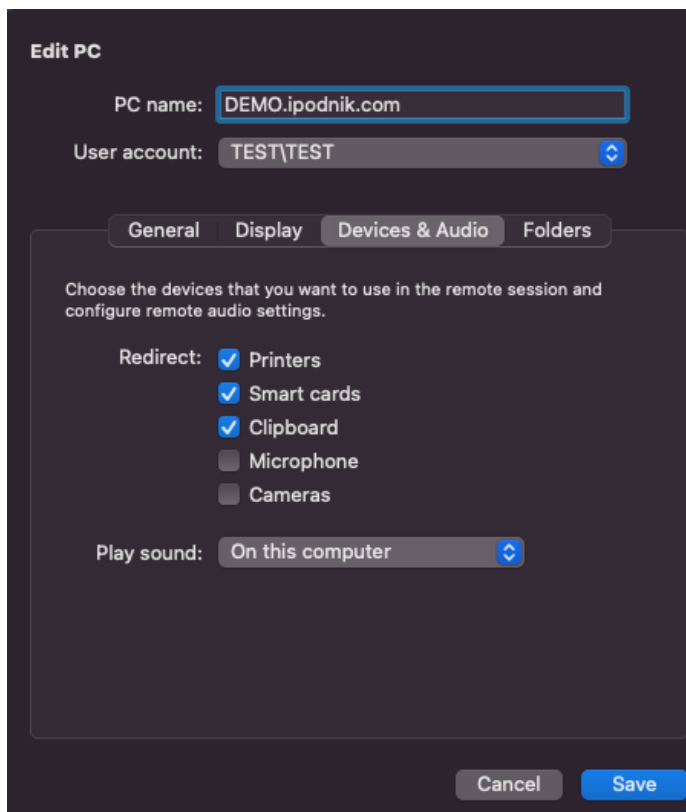 Edit PC
PC name: DEMO.ipodnik.com
User account: TEST\TEST
General Display Devices & Audio Folders
Choose the devices that you want to use in the remote session and
configure remote audio settings.
Redirect: Printers
Smart cards
Clipboard
Microphone
Cameras
Play sound: On this computer
Cancel Save